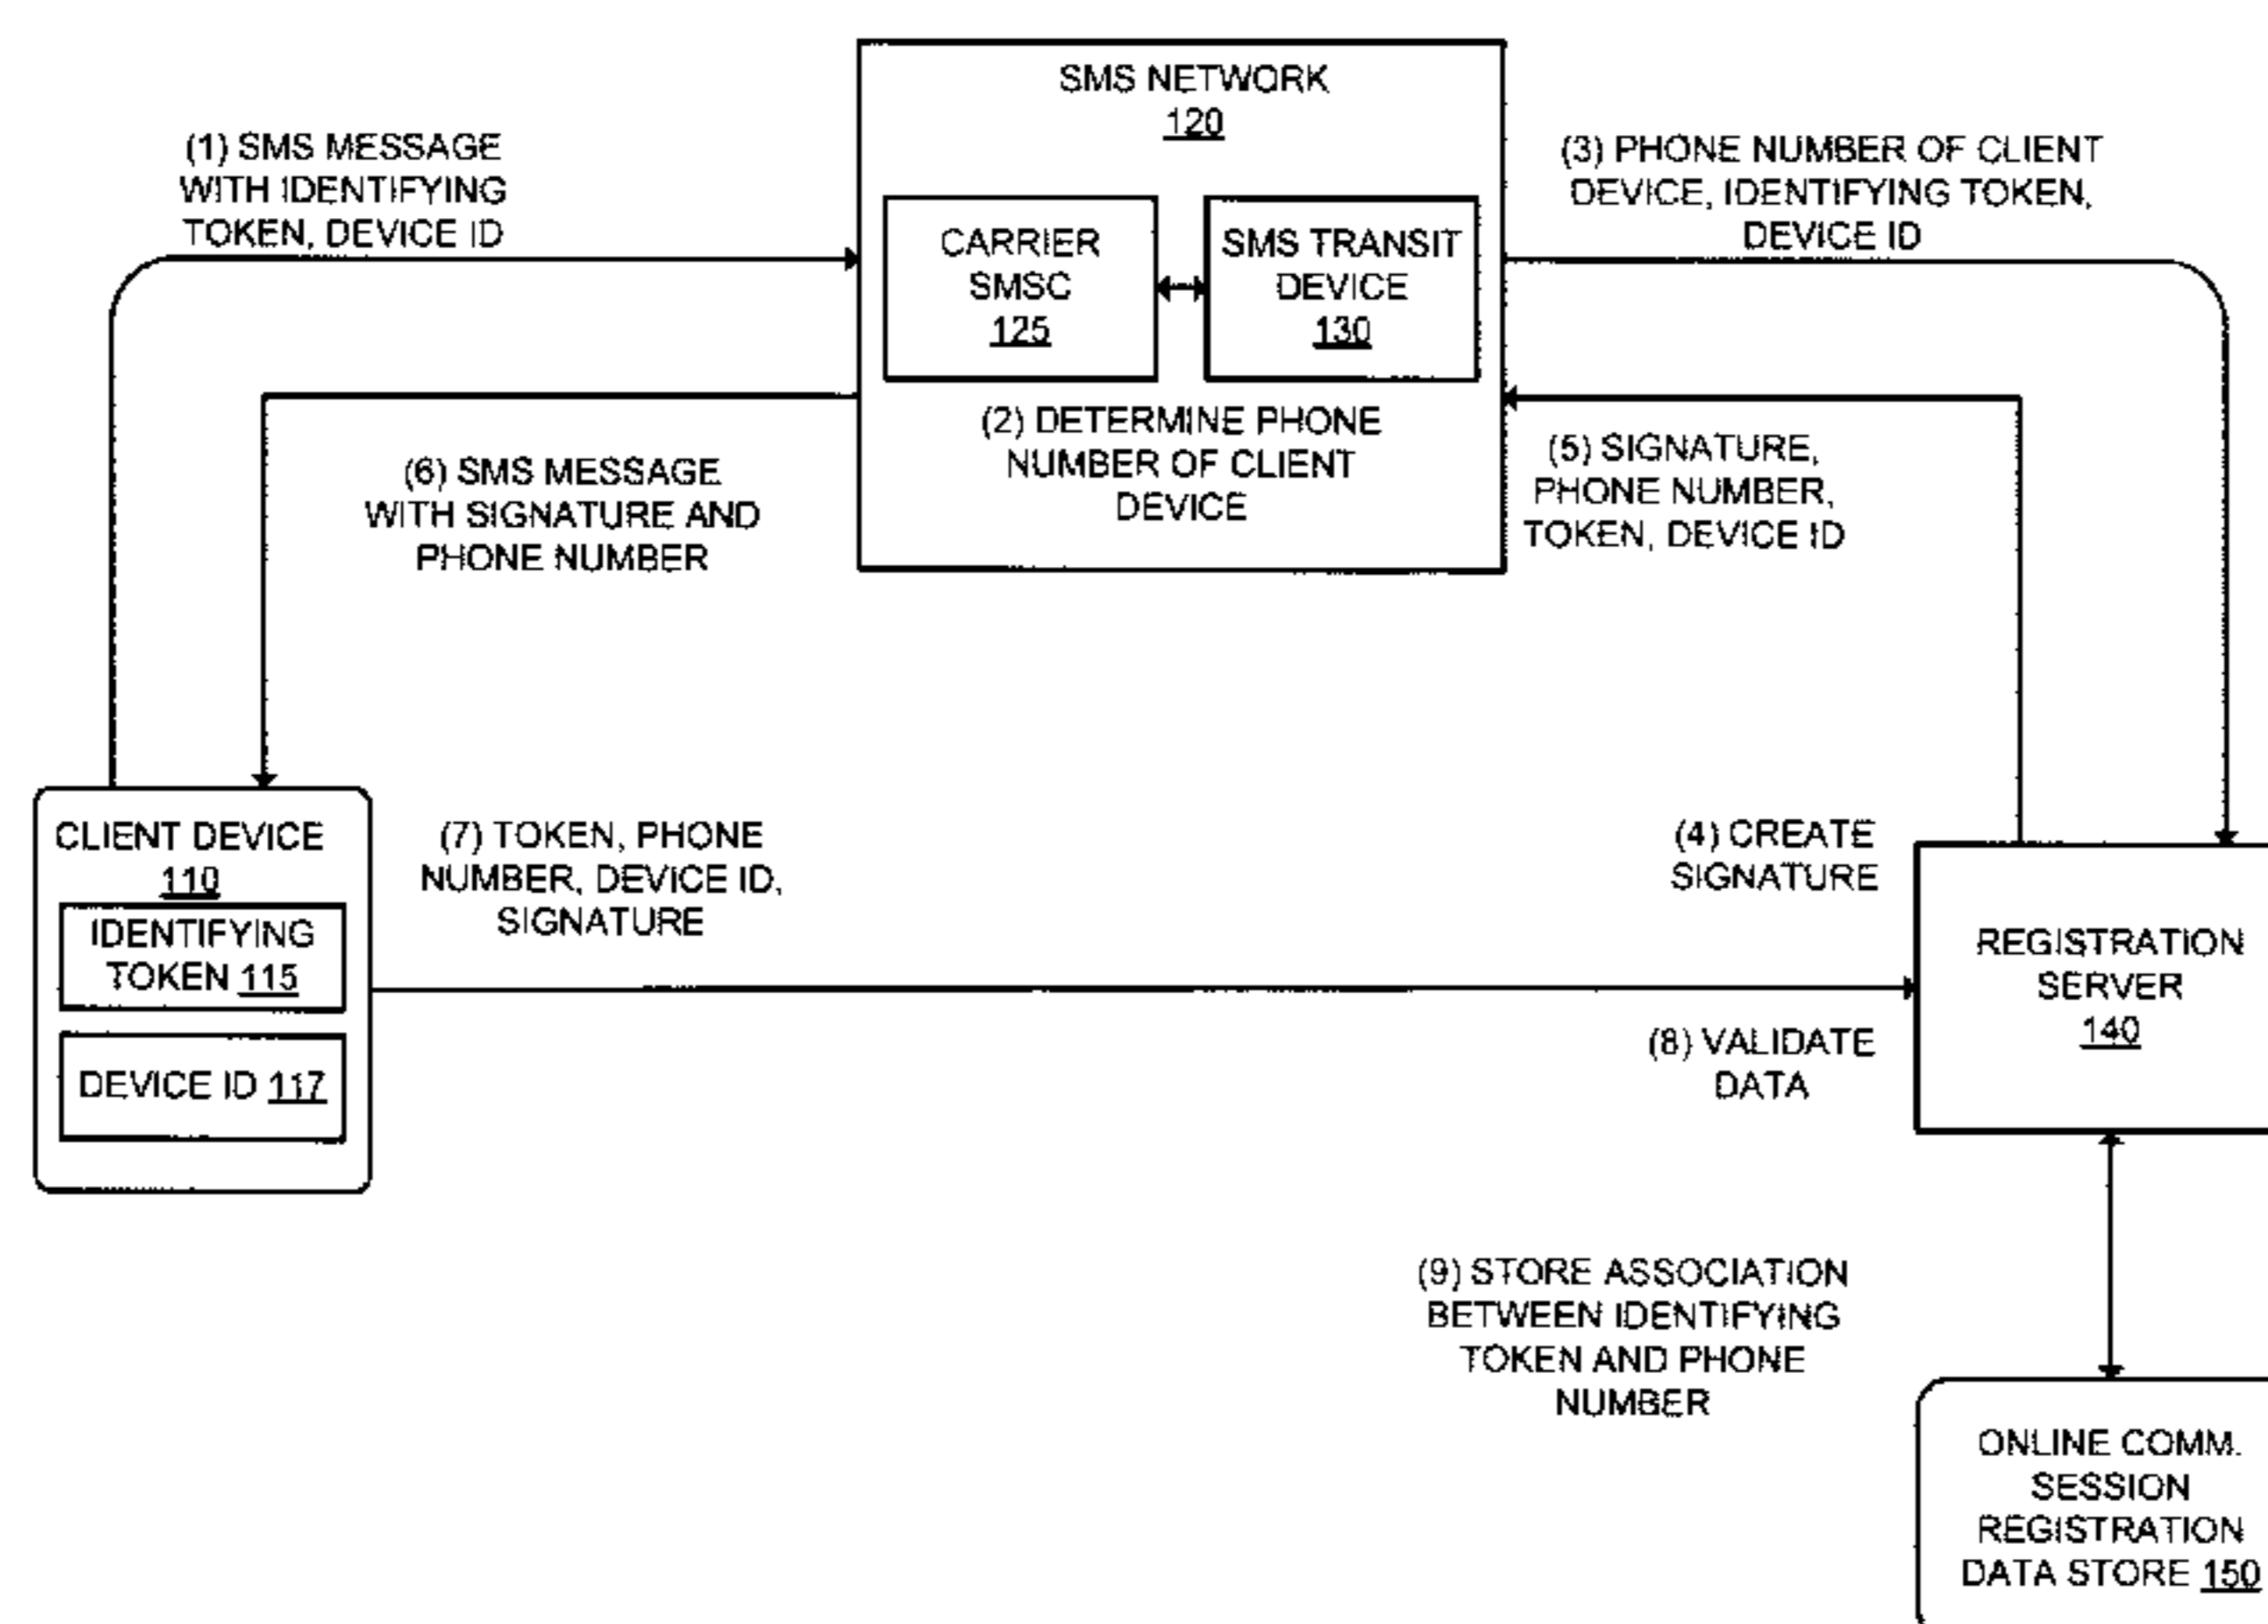 SMS NETWORK
120
(1) SMS MESSAGE
WITH IDENTIFYING
TOKEN, DEVICE ID
(3) PHONE NUMBER OF CLIENT
DEVICE, IDENTIFYING TOKEN,
DEVICE ID
CARRIER
SMSC
125
SMS TRANSIT
DEVICE
130
(2) DETERMINE PHONE
NUMBER OF CLIENT
DEVICE
(6) SMS MESSAGE
WITH SIGNATURE AND
PHONE NUMBER
(5) SIGNATURE,
PHONE NUMBER,
TOKEN, DEVICE ID
CLIENT DEVICE
110
IDENTIFYING
TOKEN 115
DEVICE ID 117
(7) TOKEN, PHONE
NUMBER, DEVICE ID,
SIGNATURE
(4) CREATE
SIGNATURE
REGISTRATION
SERVER
140
(8) VALIDATE
DATA
(9) STORE ASSOCIATION
BETWEEN IDENTIFYING
TOKEN AND PHONE
NUMBER
ONLINE COMM.
SESSION
REGISTRATION
DATA STORE 150